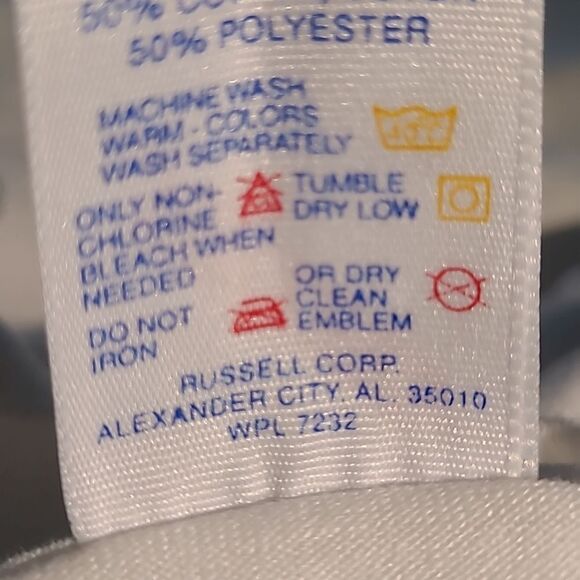 50%
50% POLYESTER
MACHINE WASH
WARM - COLORS
WASH SEPARATELY
ONLY NON-
CHLORINE
BLEACH WHEN
NEEDED
TUMBLE
DRY LOW
DO NOT
IRON
OR DRY
CLEAN
EMBLEM
RUSSELL CORP.
ALEXANDER CITY, AL. 35010
WPL 7232